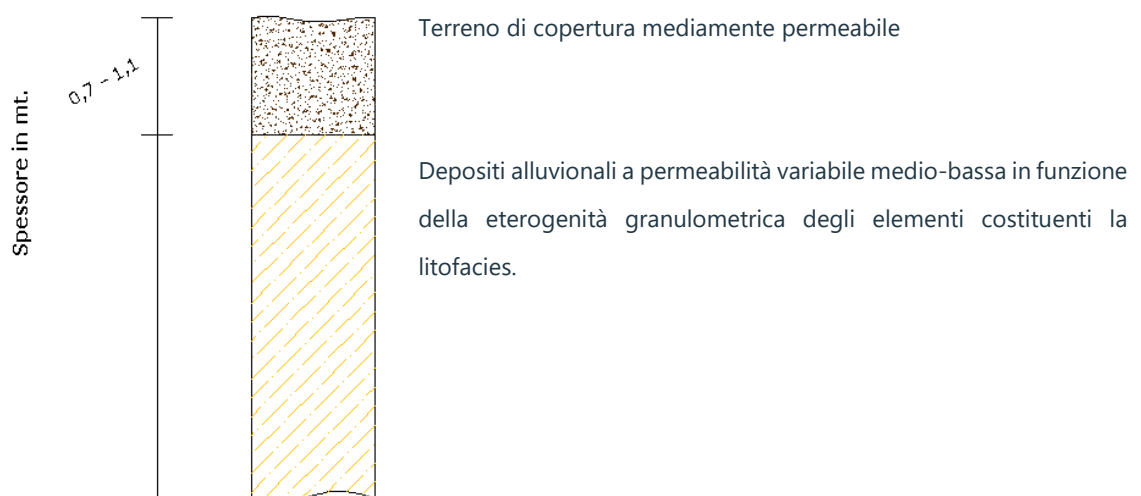 Terreno di copertura mediamente permeabile
0,7 - 1,1
Spessore in mt.
Depositi alluvionali a permeabilità variabile medio-bassa in funzione
della eterogenità granulometrica degli elementi costituenti la
litofacies.